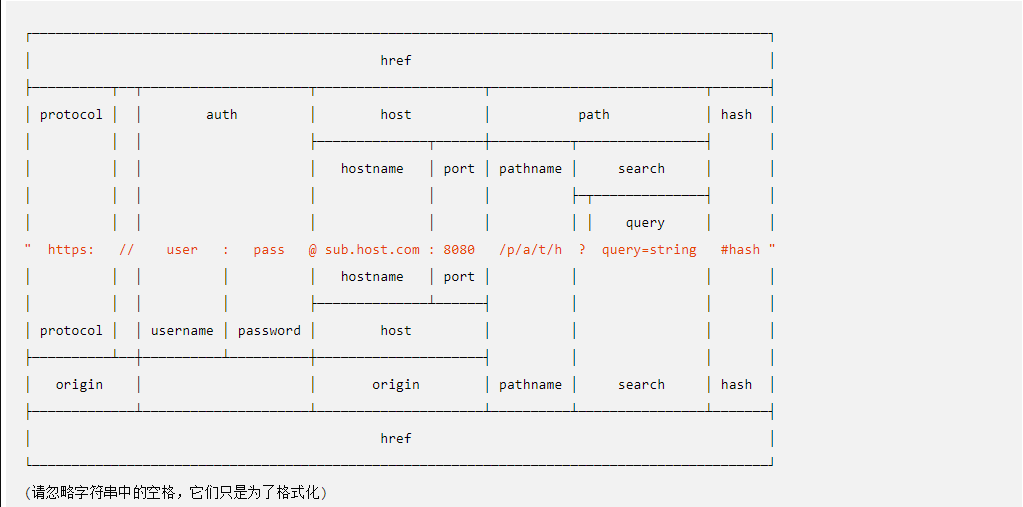 href
protocol auth host path hash
hostname port pathname search
query
" https: // user : pass @ sub.host.com : 8080 /p/a/t/h ? query=string #hash "
hostname port
protocol username password host
origin origin pathname search hash
href
(请忽略字符串中的空格，它们只是为了格式化)